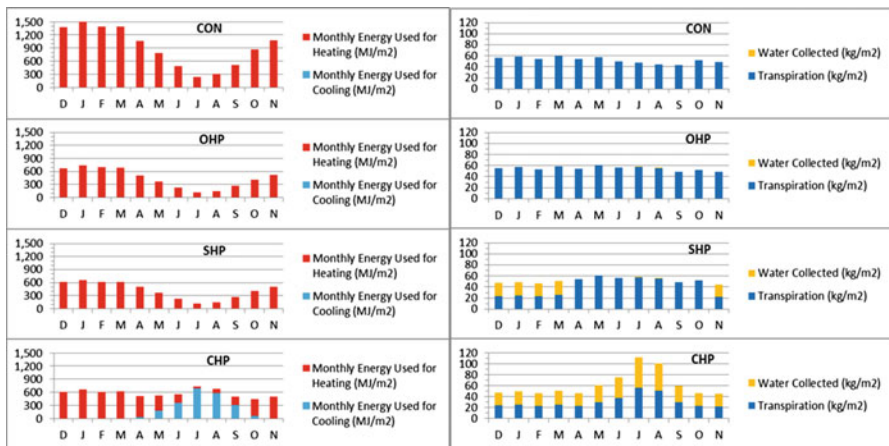 CON
1,500
1,200
900
600
300
0
D J F M A M J J A S O N
Monthly Energy Used for
Heating (MJ/m2)
Monthly Energy Used for
Cooling (MJ/m2)
OHP
1,500
1,200
900
600
300
0
D J F M A M J J A S O N
Monthly Energy Used for
Heating (MJ/m2)
Monthly Energy Used for
Cooling (MJ/m2)
SHP
1,500
1,200
900
600
300
0
D J F M A M J J A S O N
Monthly Energy Used for
Heating (MJ/m2)
Monthly Energy Used for
Cooling (MJ/m2)
CHP
1,500
1,200
900
600
300
0
D J F M A M J J A S O N
Monthly Energy Used for
Heating (MJ/m2)
Monthly Energy Used for
Cooling (MJ/m2)
CON
120
100
80
60
40
20
0
D J F M A M J J A S O N
Water Collected (kg/m2)
Transpiration (kg/m2)
OHP
120
100
80
60
40
20
0
D J F M A M J J A S O N
Water Collected (kg/m2)
Transpiration (kg/m2)
SHP
120
100
80
60
40
20
0
D J F M A M J J A S O N
Water Collected (kg/m2)
Transpiration (kg/m2)
CHP
120
100
80
60
40
20
0
D J F M A M J J A S O N
Water Collected (kg/m2)
Transpiration (kg/m2)